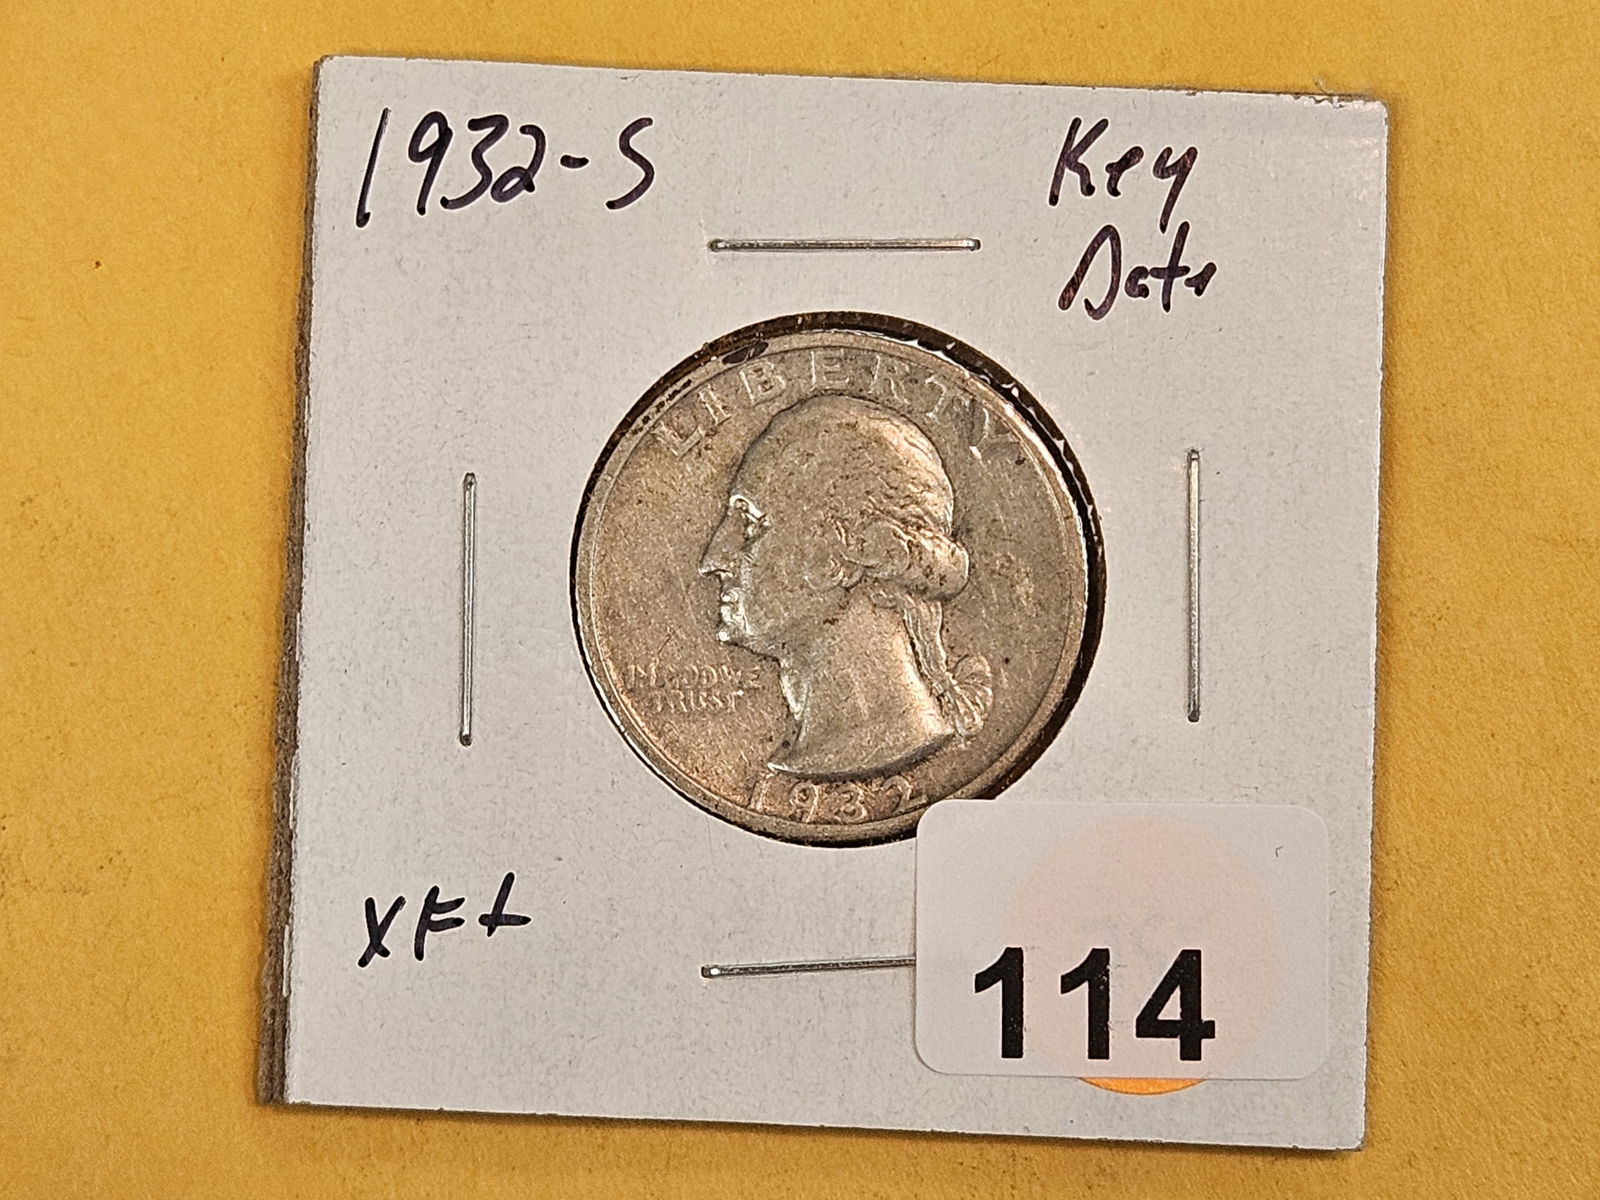 1932-S
Key
Date
LIBERTY
IN GOD WE
TRUST
1932
XF+
114